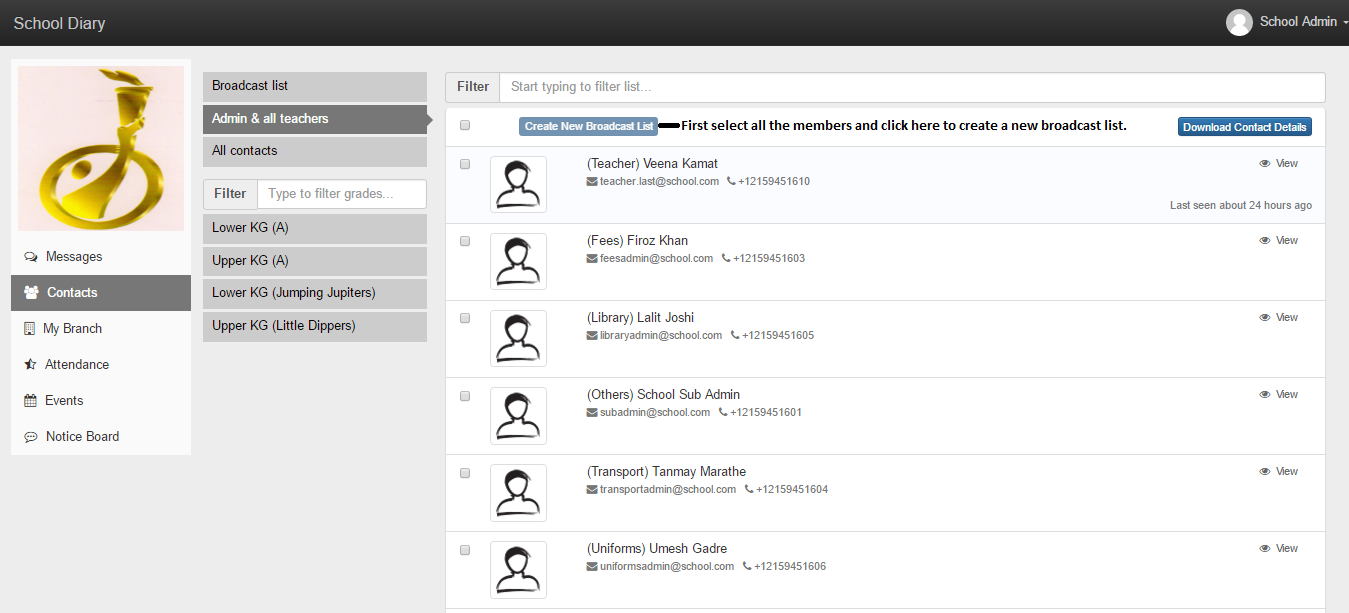 School Diary
School Admin
Messages
Contacts
My Branch
Attendance
Events
Notice Board
Broadcast list
Admin & all teachers
All contacts
Filter Type to filter grades...
Lower KG (A)
Upper KG (A)
Lower KG (Jumping Jupiters)
Upper KG (Little Dippers)
Filter Start typing to filter list...
Create New Broadcast List First select all the members and click here to create a new broadcast list. Download Contact Details
(Teacher) Veena Kamat View
teacher.last@school.com +12159451610
Last seen about 24 hours ago
(Fees) Firoz Khan View
feesadmin@school.com +12159451603
(Library) Lalit Joshi View
libraryadmin@school.com +12159451605
(Others) School Sub Admin View
subadmin@school.com +12159451601
(Transport) Tanmay Marathe View
transportadmin@school.com +12159451604
(Uniforms) Umesh Gadre View
uniformsadmin@school.com +12159451606